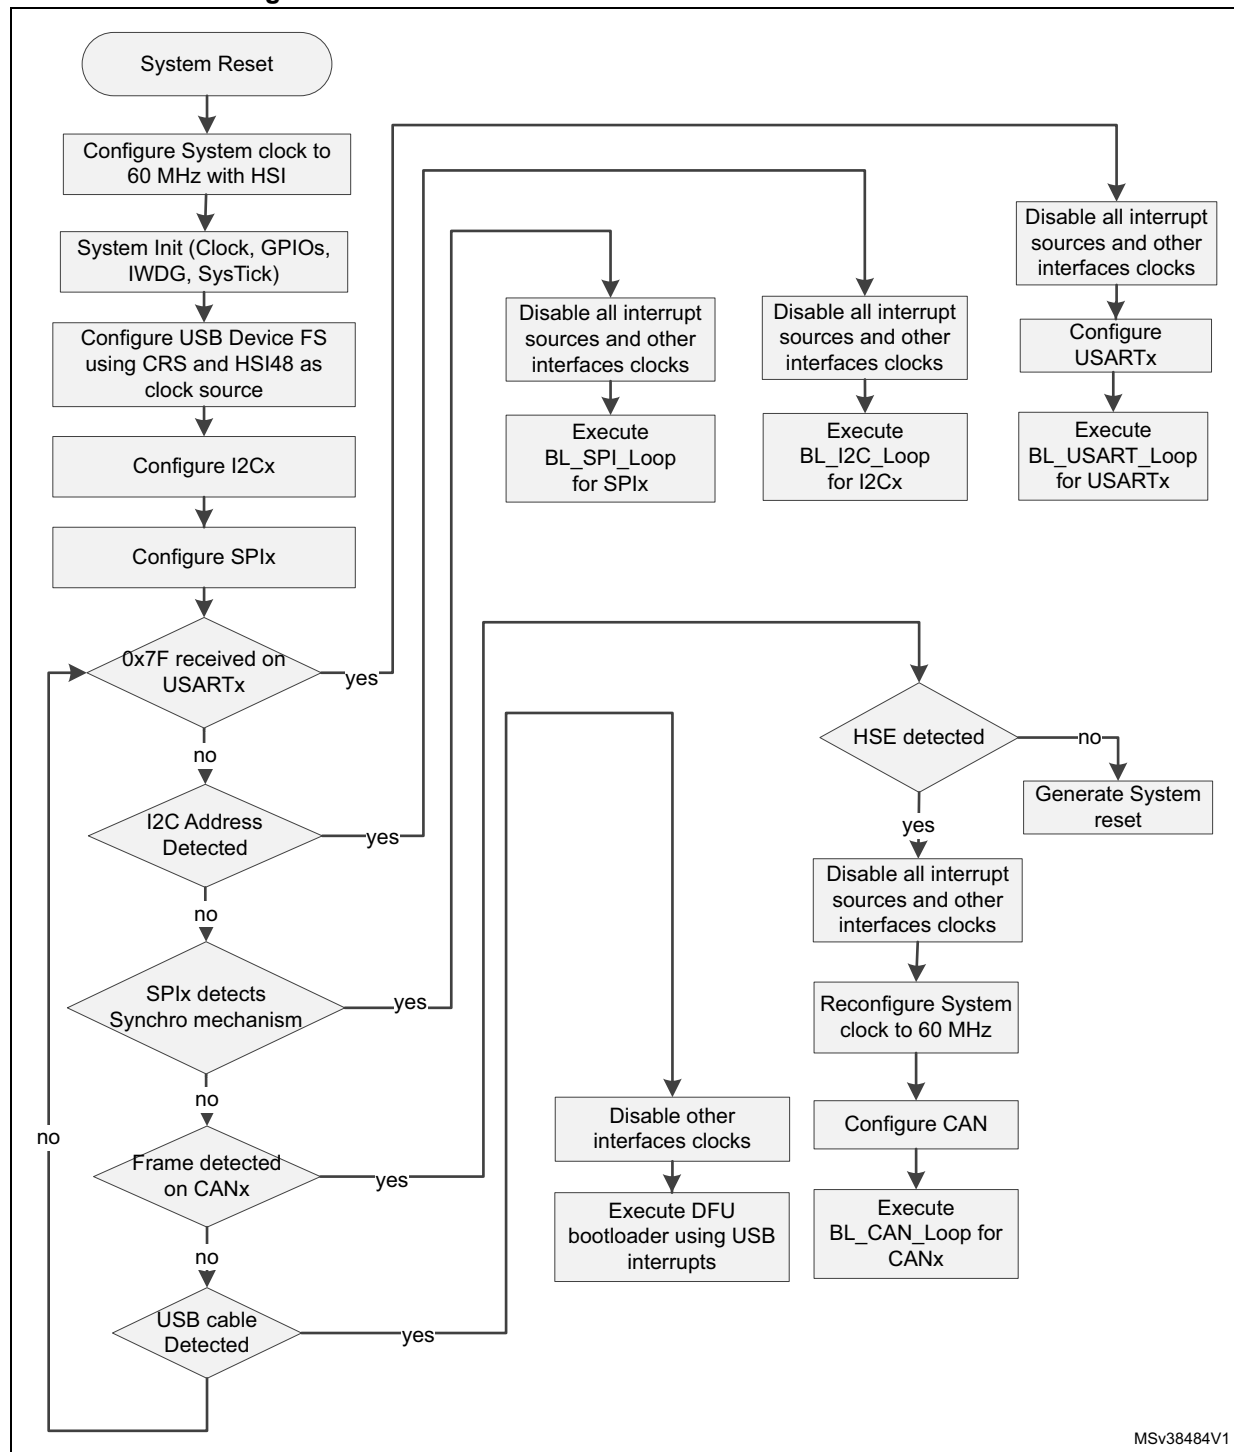 System Reset
Configure System clock to
60 MHz with HSI
System Init (Clock, GPIOs,
IWDG, SysTick)
Configure USB Device FS
using CRS and HSI48 as
clock source
Configure I2Cx
Configure SPIx
0x7F received on
USARTx
yes
no
I2C Address
Detected
yes
no
SPIx detects
Synchro mechanism
yes
no
Frame detected
on CANx
yes
no
USB cable
Detected
yes
no
Disable all interrupt
sources and other
interfaces clocks
Execute
BL_SPI_Loop
for SPIx
Disable all interrupt
sources and other
interfaces clocks
Execute
BL_I2C_Loop
for I2Cx
Disable all interrupt
sources and other
interfaces clocks
Configure
USARTx
Execute
BL_USART_Loop
for USARTx
HSE detected
no
Generate System
reset
yes
Disable all interrupt
sources and other
interfaces clocks
Reconfigure System
clock to 60 MHz
Configure CAN
Execute
BL_CAN_Loop for
CANx
Disable other
interfaces clocks
Execute DFU
bootloader using USB
interrupts
MSv38484V1